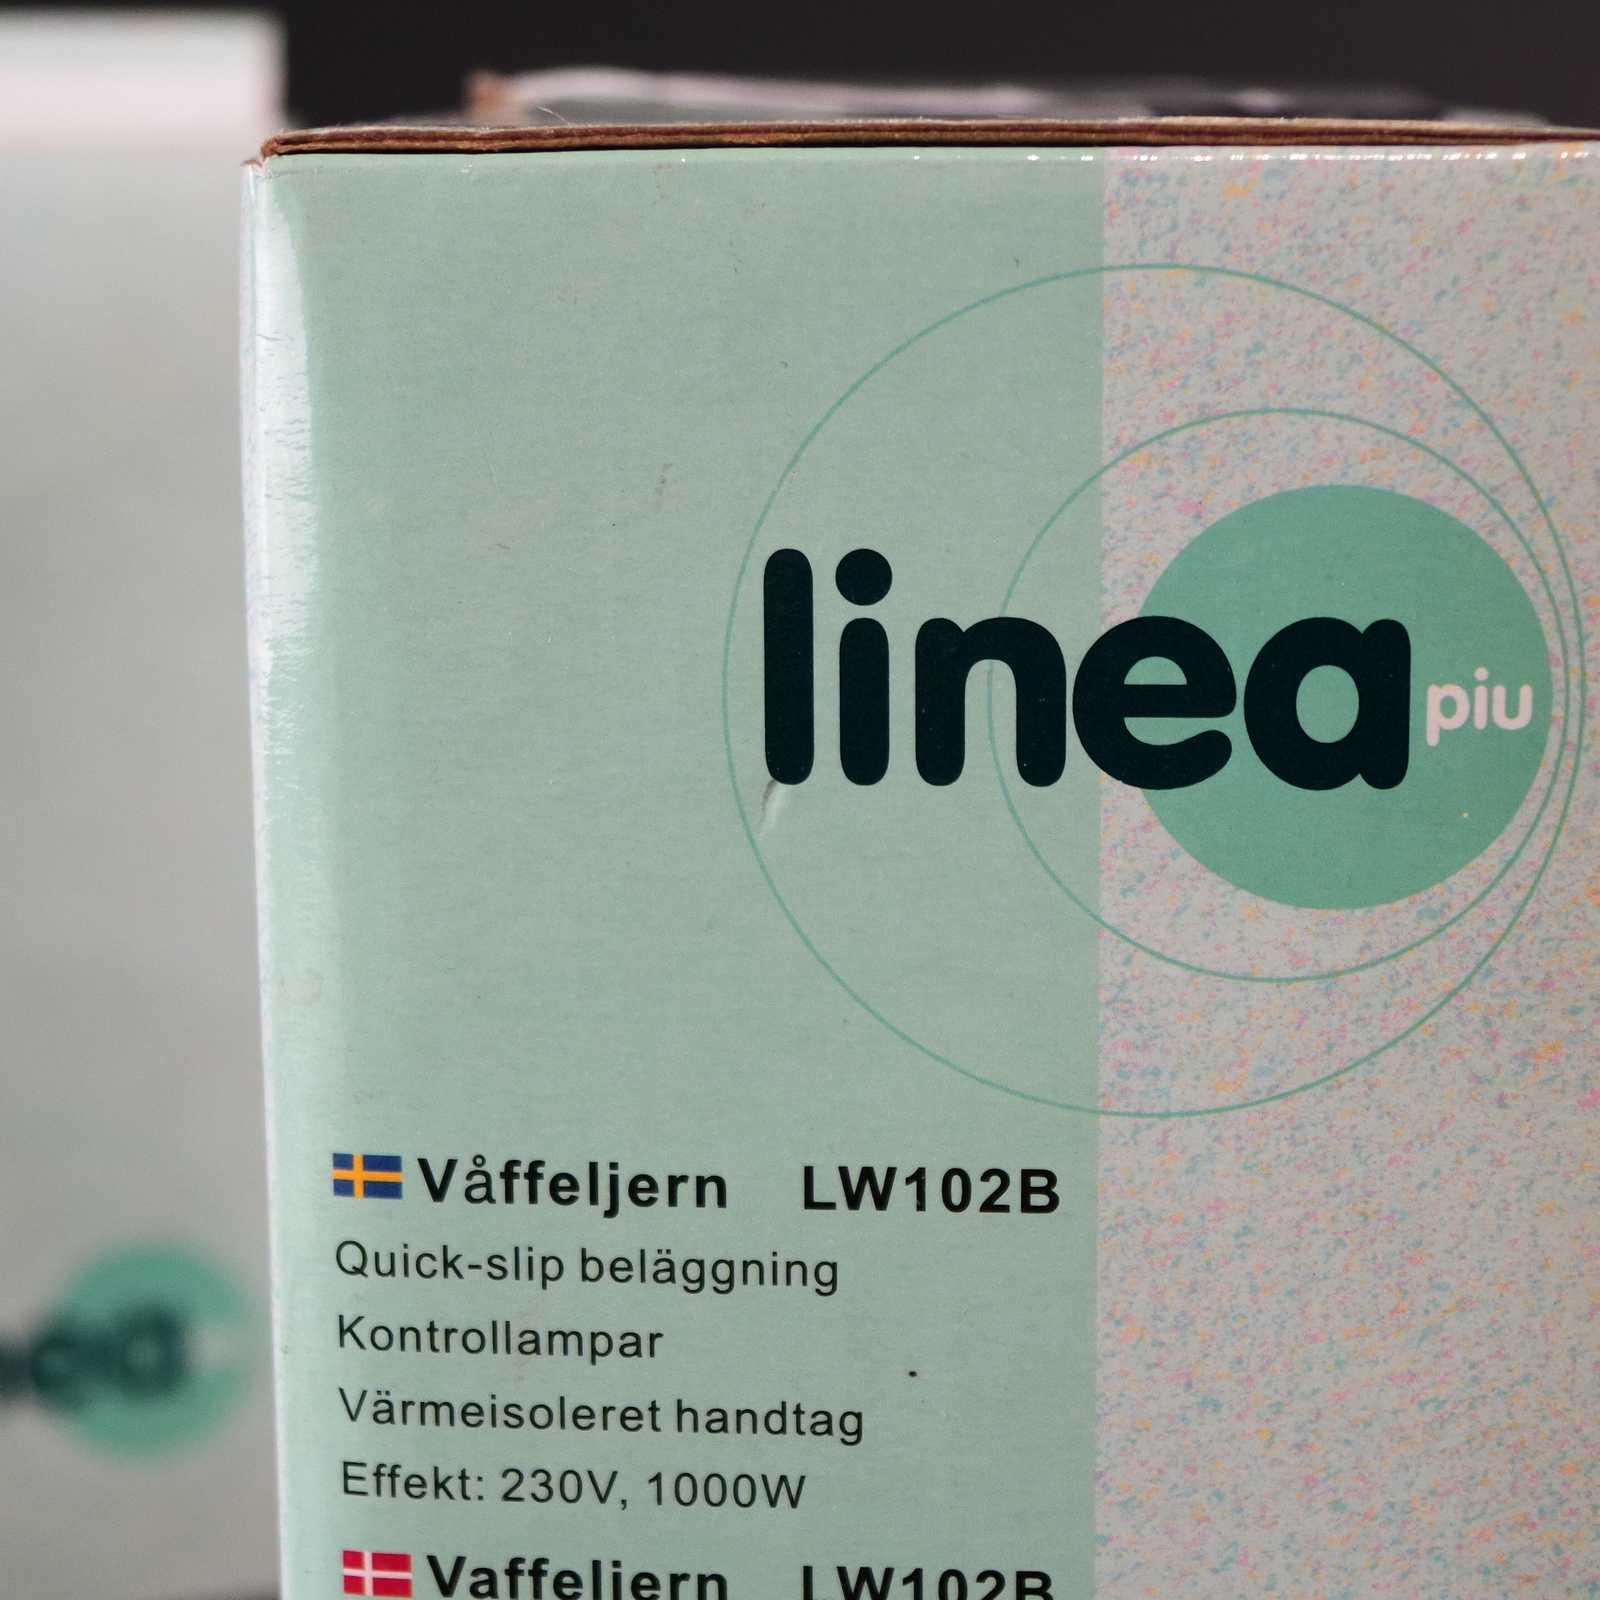 linea piu
Våffeljern LW102B
Quick-slip beläggning
Kontrollampar
Värmeisoleret handtag
Effekt: 230V, 1000W
Vaffeljern LW102B